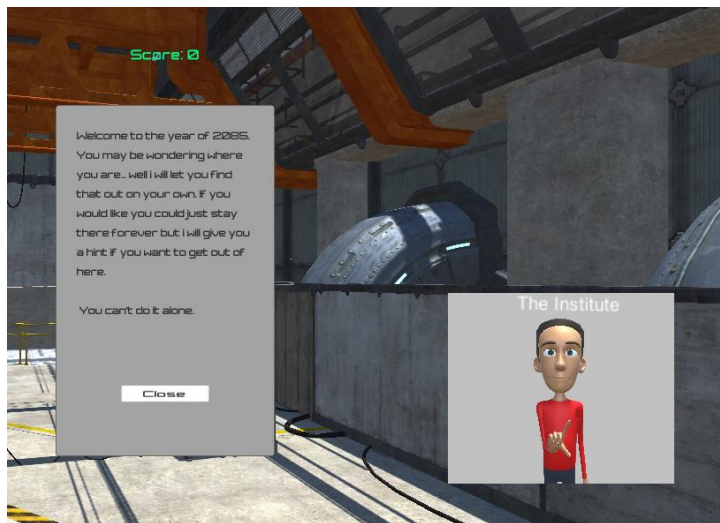 Score: 0
Welcome to the year of 2085.
You may be wondering where
you are... well i will let you find
that out on your own. If you
would like you could just stay
there forever but i will give you
a hint if you want to get out of
here.
You can't do it alone.
Close
The Institute